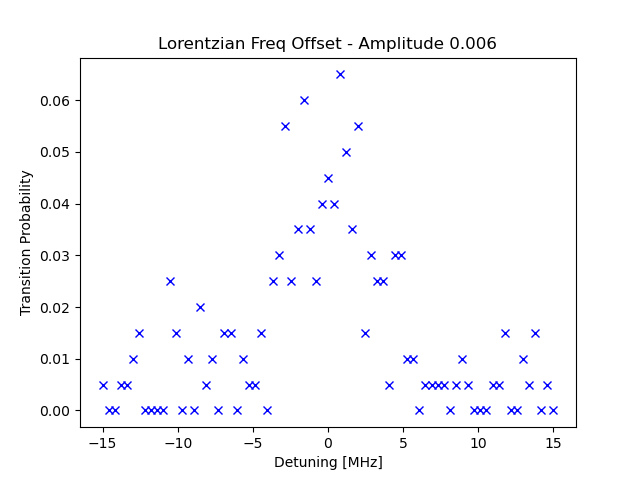 Lorentzian Freq Offset - Amplitude 0.006
Transition Probability
0.06
0.05
0.04
0.03
0.02
0.01
0.00
−15 −10 −5 0 5 10 15
Detuning [MHz]